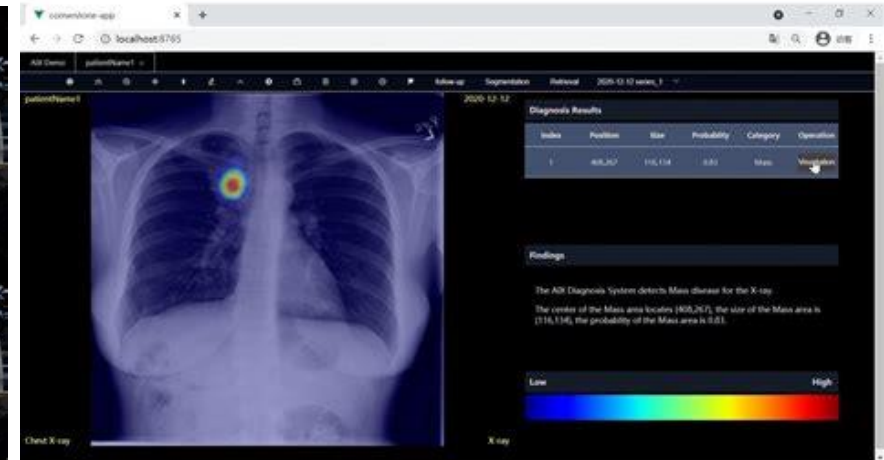 cornerstone-app
localhost:8765
ADI Demo patientName1
follow-up Segmentation Retrieval 2020-12-12 series_1
patientName1
2020-12-12
Diagnosis Results
Index Position Size Probability Category Operation
1 408,267 116,134 0.83 Mass Visualization
Findings
The ADI Diagnosis System detects Mass disease for the X-ray.
The center of the Mass area locates (408,267), the size of the Mass area is
(116,134), the probability of the Mass area is 0.83.
Low High
Chest X-ray
X-ray